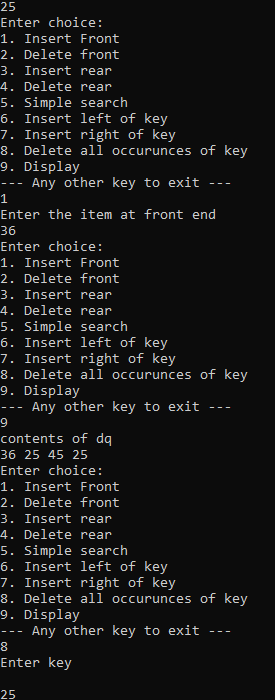 25
Enter choice:
1. Insert Front
2. Delete front
3. Insert rear
4. Delete rear
5. Simple search
6. Insert left of key
7. Insert right of key
8. Delete all occurunces of key
9. Display
--- Any other key to exit ---
1
Enter the item at front end
36
Enter choice:
1. Insert Front
2. Delete front
3. Insert rear
4. Delete rear
5. Simple search
6. Insert left of key
7. Insert right of key
8. Delete all occurunces of key
9. Display
--- Any other key to exit ---
9
contents of dq
36 25 45 25
Enter choice:
1. Insert Front
2. Delete front
3. Insert rear
4. Delete rear
5. Simple search
6. Insert left of key
7. Insert right of key
8. Delete all occurunces of key
9. Display
--- Any other key to exit ---
8
Enter key
25